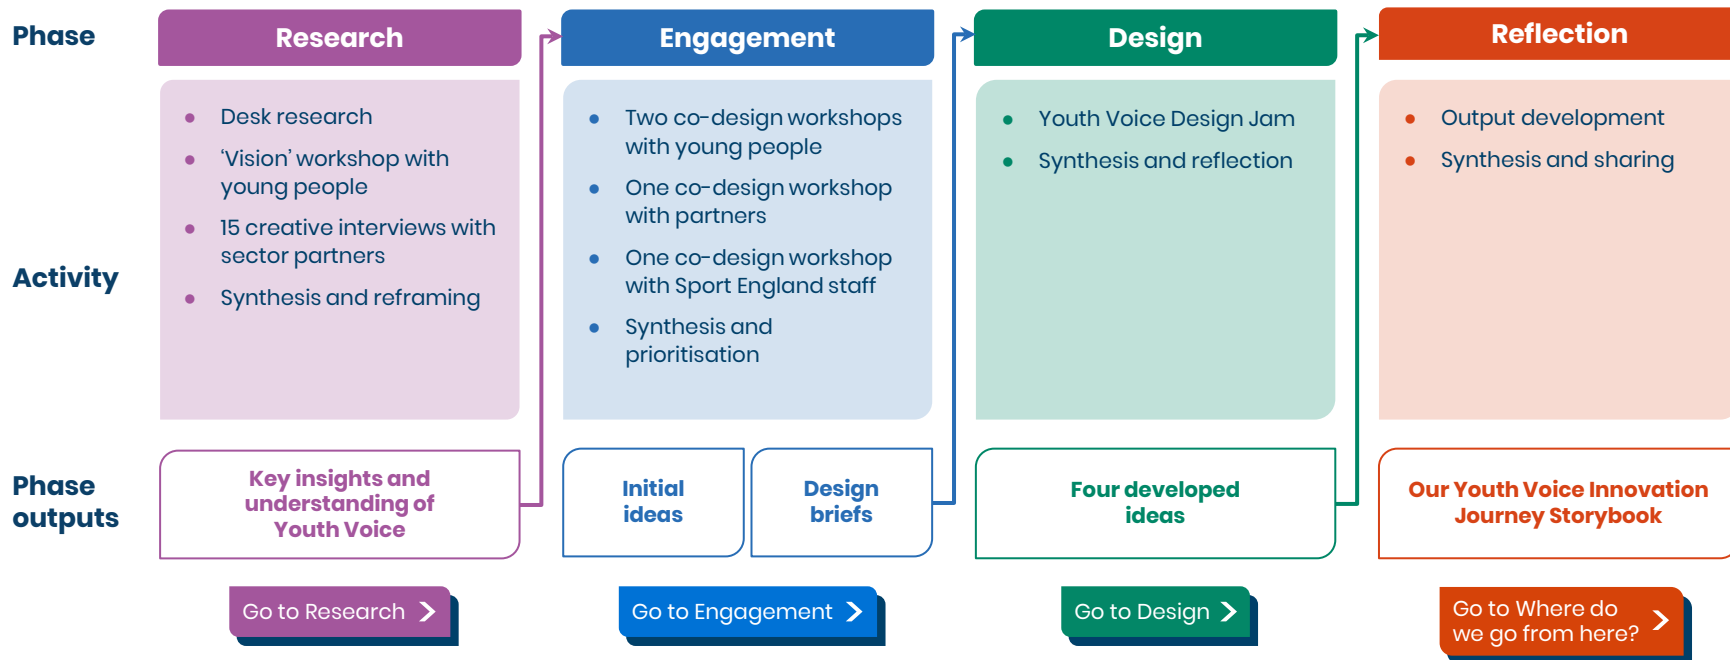 Phase
Research
Engagement
Design
Reflection
Activity
Desk research
‘Vision’ workshop with
young people
15 creative interviews with
sector partners
Synthesis and reframing
Two co-design workshops
with young people
One co-design workshop
with partners
One co-design workshop
with Sport England staff
Synthesis and
prioritisation
Youth Voice Design Jam
Synthesis and reflection
Output development
Synthesis and sharing
Phase
outputs
Key insights and
understanding of
Youth Voice
Initial
ideas
Design
briefs
Four developed
ideas
Our Youth Voice Innovation
Journey Storybook
Go to Research
Go to Engagement
Go to Design
Go to Where do
we go from here?